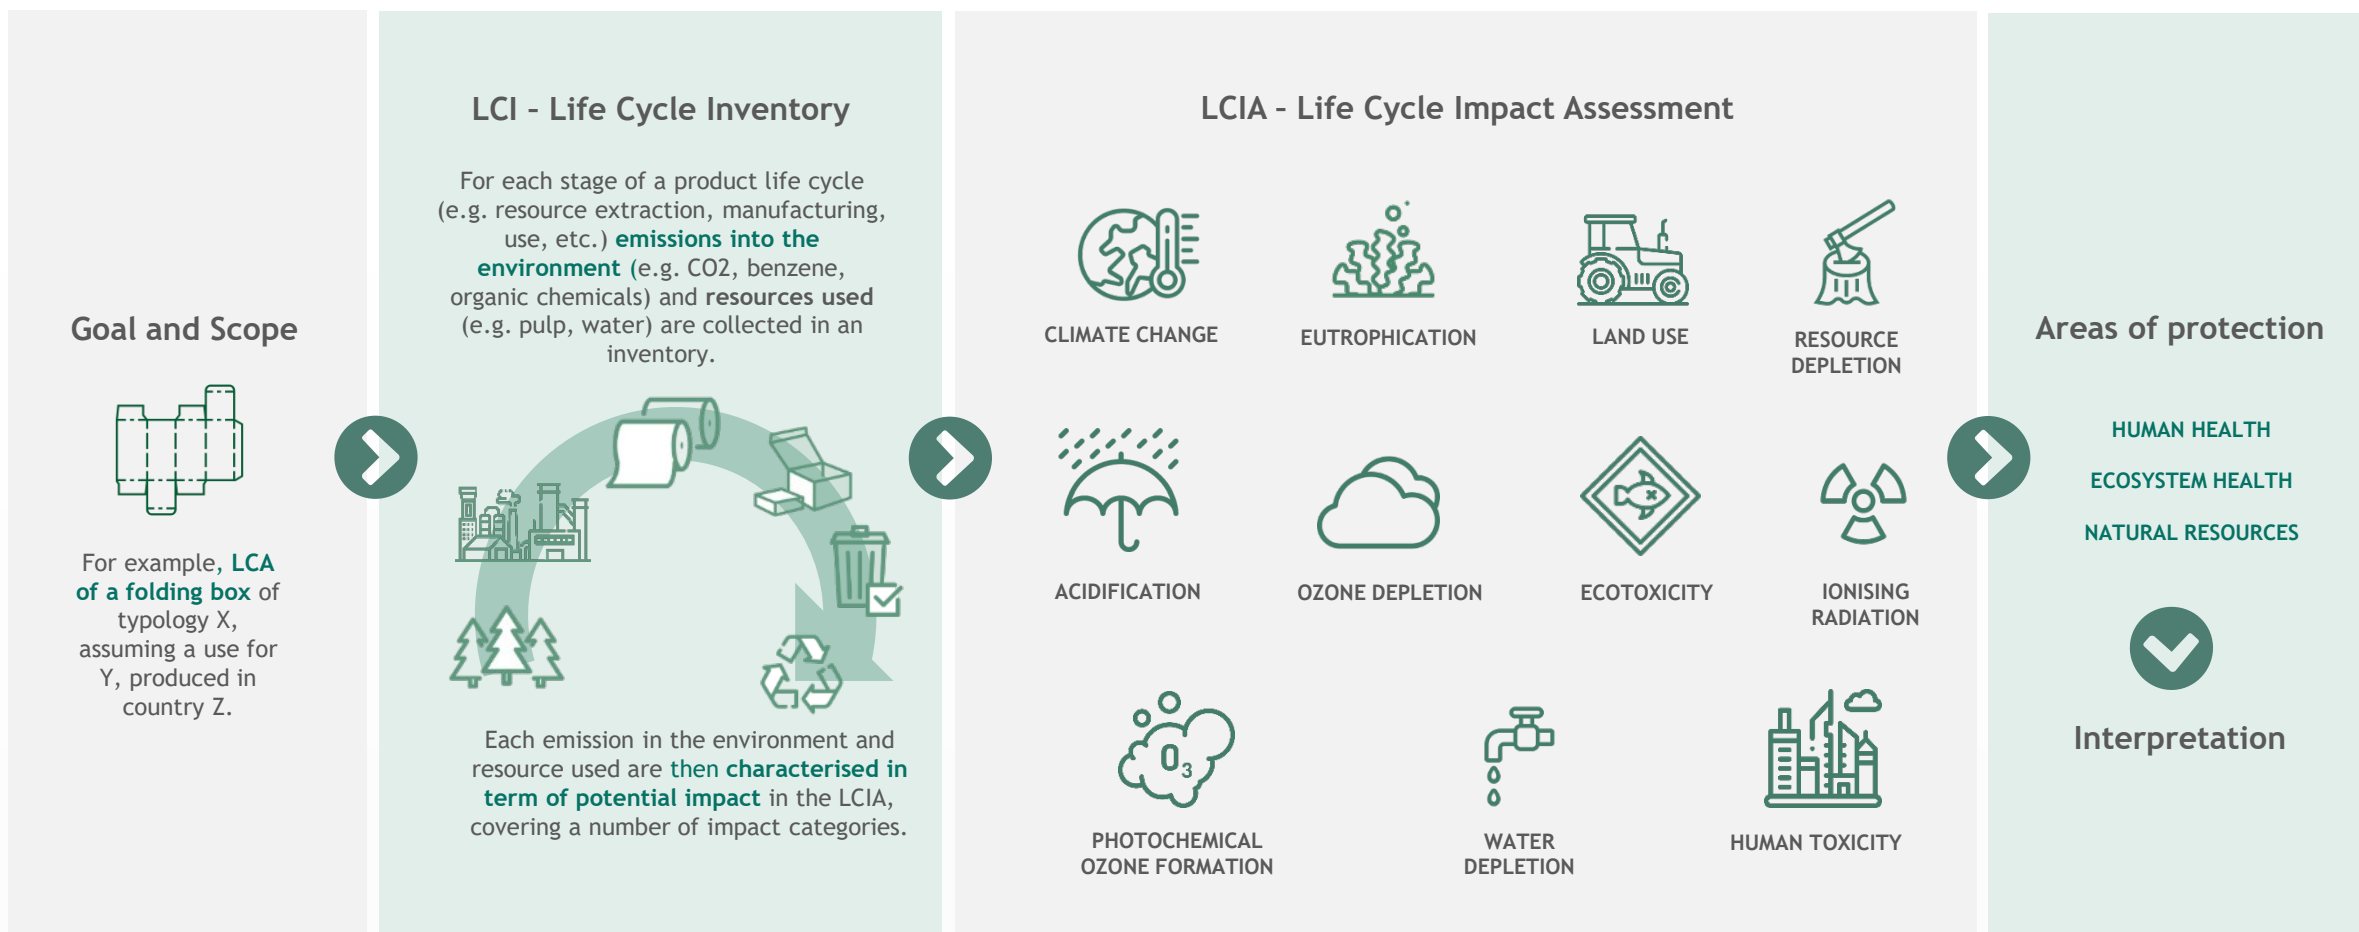 Goal and Scope
For example, LCA
of a folding box of
typology X,
assuming a use for
Y, produced in
country Z.
LCI – Life Cycle Inventory
For each stage of a product life cycle
(e.g. resource extraction, manufacturing,
use, etc.) emissions into the
environment (e.g. CO2, benzene,
organic chemicals) and resources used
(e.g. pulp, water) are collected in an
inventory.
Each emission in the environment and
resource used are then characterised in
term of potential impact in the LCIA,
covering a number of impact categories.
LCIA – Life Cycle Impact Assessment
CLIMATE CHANGE
EUTROPHICATION
LAND USE
RESOURCE
DEPLETION
ACIDIFICATION
OZONE DEPLETION
ECOTOXICITY
IONISING
RADIATION
O3
PHOTOCHEMICAL
OZONE FORMATION
WATER
DEPLETION
HUMAN TOXICITY
Areas of protection
HUMAN HEALTH
ECOSYSTEM HEALTH
NATURAL RESOURCES
Interpretation